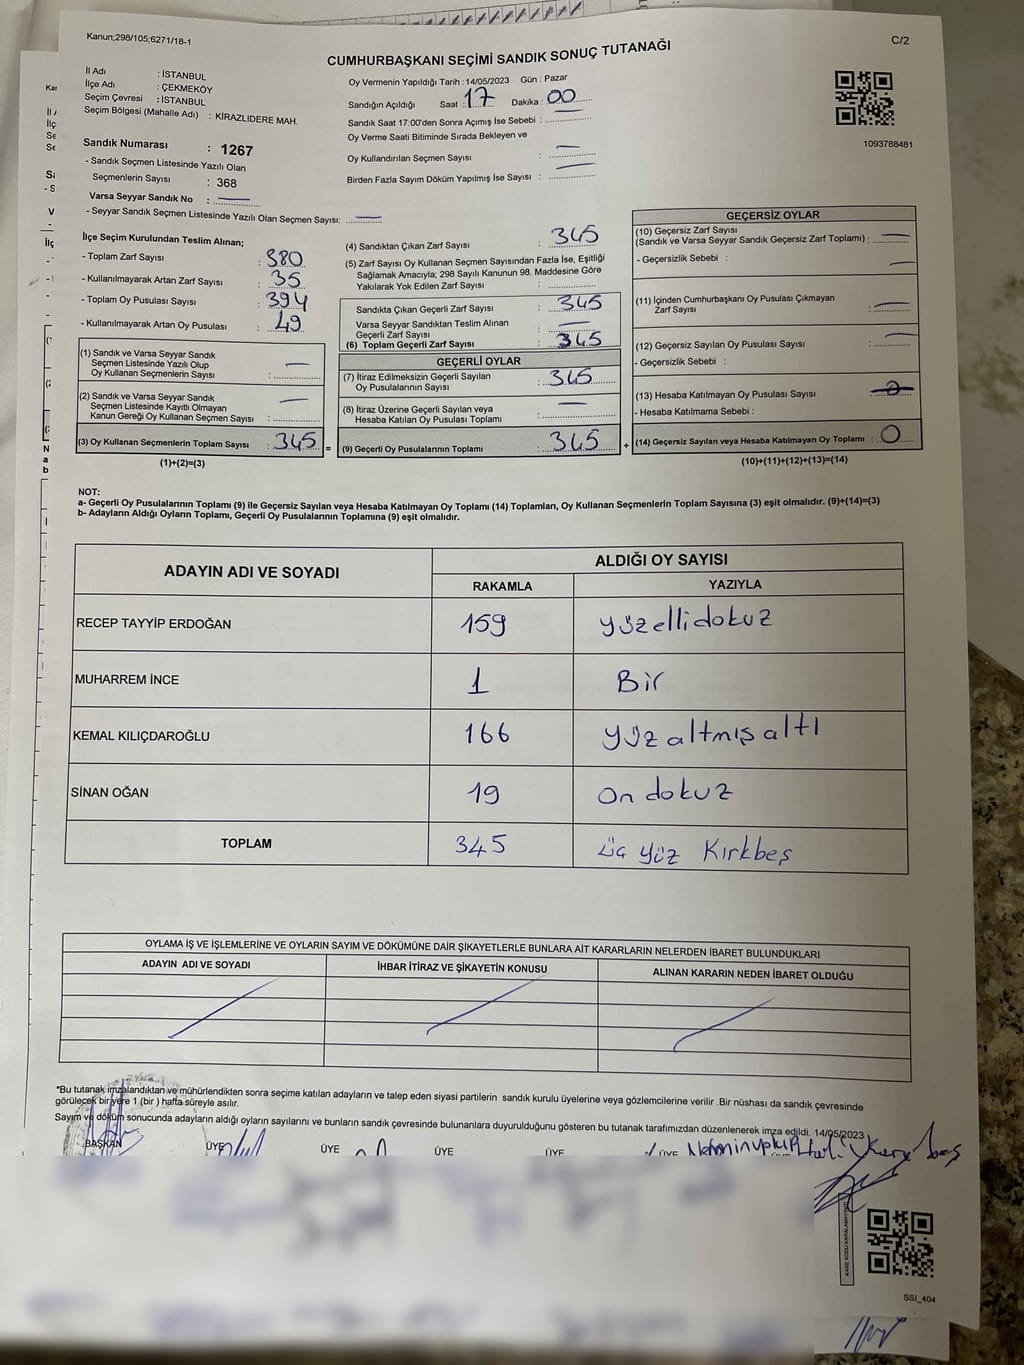 Kanun;298/105;6271/18-1
C/2
CUMHURBAŞKANI SEÇİMİ SANDIK SONUÇ TUTANAĞI
İl Adı : İSTANBUL
İlçe Adı : ÇEKMEKÖY
Seçim Çevresi : İSTANBUL
Seçim Bölgesi (Mahalle Adı) : KİRAZLIDERE MAH.
Sandık Numarası : 1267
- Sandık Seçmen Listesinde Yazılı Olan
Seçmenlerin Sayısı : 368
Varsa Seyyar Sandık No :
- Seyyar Sandık Seçmen Listesinde Yazılı Olan Seçmen Sayısı:
Oy Vermenin Yapıldığı Tarih : 14/05/2023 Gün : Pazar
Sandığın Açıldığı Saat : 17 Dakika : 00
Sandık Saat 17:00'den Sonra Açımış İse Sebebi :
Oy Verme Saati Bitiminde Sırada Bekleyen ve
Oy Kullandırılan Seçmen Sayısı :
Birden Fazla Sayım Döküm Yapılmış İse Sayısı :
1093788481
İlçe Seçim Kurulundan Teslim Alınan;
- Toplam Zarf Sayısı : 380
- Kullanılmayarak Artan Zarf Sayısı : 35
- Toplam Oy Pusulası Sayısı : 394
- Kullanılmayarak Artan Oy Pusulası : 49
(1) Sandık ve Varsa Seyyar Sandık
Seçmen Listesinde Yazılı Olup
Oy Kullanan Seçmenlerin Sayısı :
(2) Sandık ve Varsa Seyyar Sandık
Seçmen Listesinde Kayıtlı Olmayan
Kanun Gereği Oy Kullanan Seçmen Sayısı :
(3) Oy Kullanan Seçmenlerin Toplam Sayısı : 345 =
(1)+(2)=(3)
(4) Sandıktan Çıkan Zarf Sayısı : 345
(5) Zarf Sayısı Oy Kullanan Seçmen Sayısından Fazla İse, Eşitliği
Sağlamak Amacıyla; 298 Sayılı Kanunun 98. Maddesine Göre
Yakılarak Yok Edilen Zarf Sayısı :
Sandıkta Çıkan Geçerli Zarf Sayısı : 345
Varsa Seyyar Sandıktan Teslim Alınan
Geçerli Zarf Sayısı :
(6) Toplam Geçerli Zarf Sayısı : 345
GEÇERLİ OYLAR
(7) İtiraz Edilmeksizin Geçerli Sayılan
Oy Pusulalarının Sayısı : 345
(8) İtiraz Üzerine Geçerli Sayılan veya
Hesaba Katılan Oy Pusulası Toplamı :
(9) Geçerli Oy Pusulalarının Toplamı : 345 +
GEÇERSİZ OYLAR
(10) Geçersiz Zarf Sayısı
(Sandık ve Varsa Seyyar Sandık Geçersiz Zarf Toplamı) :
- Geçersizlik Sebebi :
(11) İçinden Cumhurbaşkanı Oy Pusulası Çıkmayan
Zarf Sayısı :
(12) Geçersiz Sayılan Oy Pusulası Sayısı :
- Geçersizlik Sebebi :
(13) Hesaba Katılmayan Oy Pusulası Sayısı :
- Hesaba Katılmama Sebebi :
(14) Geçersiz Sayılan veya Hesaba Katılmayan Oy Toplamı : 0
(10)+(11)+(12)+(13)=(14)
NOT:
a- Geçerli Oy Pusulalarının Toplamı (9) ile Geçersiz Sayılan veya Hesaba Katılmayan Oy Toplamı (14) Toplamları, Oy Kullanan Seçmenlerin Toplam Sayısına (3) eşit olmalıdır. (9)+(14)=(3)
b- Adayların Aldığı Oyların Toplamı, Geçerli Oy Pusulalarının Toplamına (9) eşit olmalıdır.
ADAYIN ADI VE SOYADI
ALDIĞI OY SAYISI
RAKAMLA YAZIYLA
RECEP TAYYİP ERDOĞAN 159 yüzellidokuz
MUHARREM İNCE 1 Bir
KEMAL KILIÇDAROĞLU 166 yüz altmış altı
SİNAN OĞAN 19 On dokuz
TOPLAM 345 üç yüz Kırkbeş
OYLAMA İŞ VE İŞLEMLERİNE VE OYLARIN SAYIM VE DÖKÜMÜNE DAİR ŞİKAYETLERLE BUNLARA AİT KARARLARIN NELERDEN İBARET BULUNDUKLARI
ADAYIN ADI VE SOYADI İHBAR İTİRAZ VE ŞİKAYETİN KONUSU ALINAN KARARIN NEDEN İBARET OLDUĞU
*Bu tutanak imzalandıktan ve mühürlendikten sonra seçime katılan adayların ve talep eden siyasi partilerin sandık kurulu üyelerine veya gözlemcilerine verilir .Bir nüshası da sandık çevresinde
görülecek bir yere 1 (bir ) hafta süreyle asılır.
Sayım ve döküm sonucunda adayların aldığı oyların sayılarını ve bunların sandık çevresinde bulunanlara duyurulduğunu gösteren bu tutanak tarafımızdan düzenlenerek imza edildi. 14/05/2023
BAŞKAN ÜYE ÜYE ÜYE ÜYE ÜYE
SSI_404